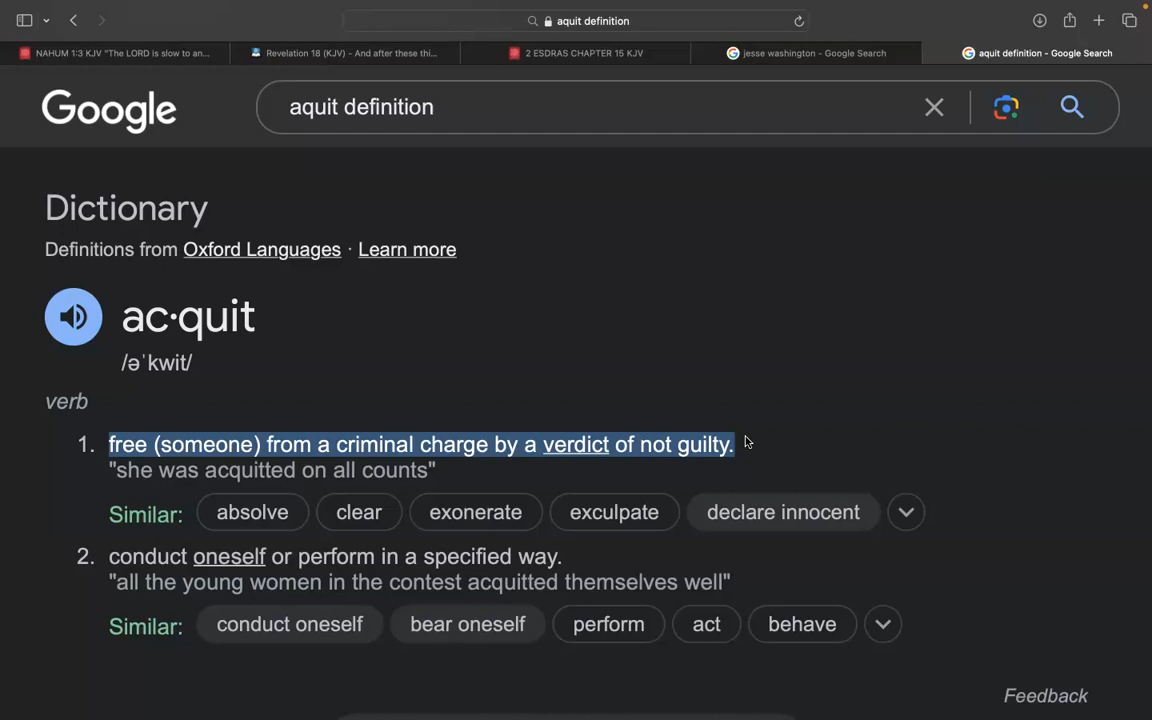 aquit definition
NAHUM 1:3 KJV "The LORD is slow to an...
Revelation 18 (KJV) - And after these thi...
2 ESDRAS CHAPTER 15 KJV
jesse washington - Google Search
aquit definition - Google Search
Google
aquit definition
Dictionary
Definitions from Oxford Languages · Learn more
ac·quit
/əˈkwit/
verb
1. free (someone) from a criminal charge by a verdict of not guilty.
"she was acquitted on all counts"
Similar: absolve clear exonerate exculpate declare innocent
2. conduct oneself or perform in a specified way.
"all the young women in the contest acquitted themselves well"
Similar: conduct oneself bear oneself perform act behave
Feedback